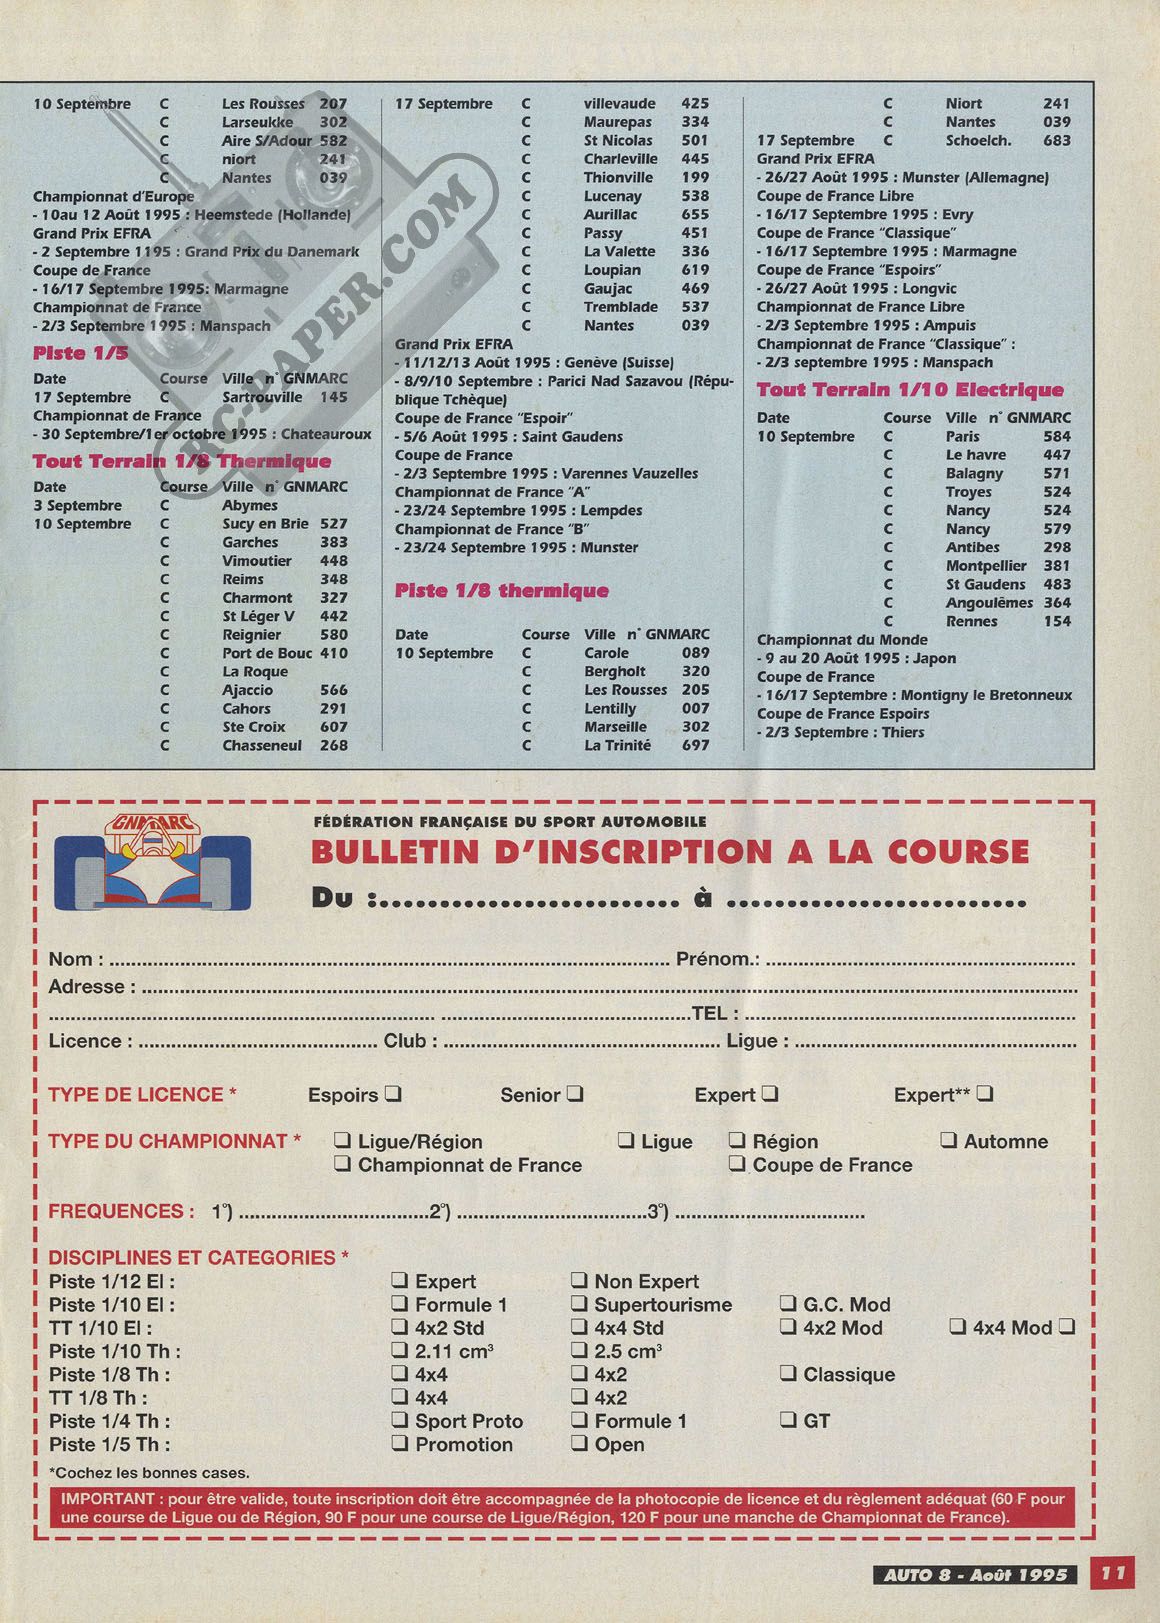 10 Septembre C Les Rousses 207
C Larseukke 302
C Aire S/Adour 582
C niort 241
C Nantes 039
Championnat d'Europe
- 10au 12 Août 1995 : Heemstede (Hollande)
Grand Prix EFRA
- 2 Septembre 1195 : Grand Prix du Danemark
Coupe de France
- 16/17 Septembre 1995: Marmagne
Championnat de France
- 2/3 Septembre 1995 : Manspach
Piste 1/5
Date Course Ville n° GNMARC
17 Septembre C Sartrouville 145
Championnat de France
- 30 Septembre/1er octobre 1995 : Chateauroux
Tout Terrain 1/8 Thermique
Date Course Ville n° GNMARC
3 Septembre C Abymes
10 Septembre C Sucy en Brie 527
C Garches 383
C Vimoutier 448
C Reims 348
C Charmont 327
C St Léger V 442
C Reignier 580
C Port de Bouc 410
C La Roque
C Ajaccio 566
C Cahors 291
C Ste Croix 607
C Chasseneul 268
17 Septembre C villevaude 425
C Maurepas 334
C St Nicolas 501
C Charleville 445
C Thionville 199
C Lucenay 538
C Aurillac 655
C Passy 451
C La Valette 336
C Loupian 619
C Gaujac 469
C Tremblade 537
C Nantes 039
Grand Prix EFRA
- 11/12/13 Août 1995 : Genève (Suisse)
- 8/9/10 Septembre : Parici Nad Sazavou (Répu-
blique Tchèque)
Coupe de France "Espoir"
- 5/6 Août 1995 : Saint Gaudens
Coupe de France
- 2/3 Septembre 1995 : Varennes Vauzelles
Championnat de France "A"
- 23/24 Septembre 1995 : Lempdes
Championnat de France "B"
- 23/24 Septembre 1995 : Munster
Piste 1/8 thermique
Date Course Ville n° GNMARC
10 Septembre C Carole 089
C Bergholt 320
C Les Rousses 205
C Lentilly 007
C Marseille 302
C La Trinité 697
C Niort 241
C Nantes 039
17 Septembre C Schoelch. 683
Grand Prix EFRA
- 26/27 Août 1995 : Munster (Allemagne)
Coupe de France Libre
- 16/17 Septembre 1995 : Evry
Coupe de France "Classique"
- 16/17 Septembre 1995 : Marmagne
Coupe de France "Espoirs"
- 26/27 Août 1995 : Longvic
Championnat de France Libre
- 2/3 Septembre 1995 : Ampuis
Championnat de France "Classique" :
- 2/3 septembre 1995 : Manspach
Tout Terrain 1/10 Electrique
Date Course Ville n° GNMARC
10 Septembre C Paris 584
C Le havre 447
C Balagny 571
C Troyes 524
C Nancy 524
C Nancy 579
C Antibes 298
C Montpellier 381
C St Gaudens 483
C Angoulêmes 364
C Rennes 154
Championnat du Monde
- 9 au 20 Août 1995 : Japon
Coupe de France
- 16/17 Septembre : Montigny le Bretonneux
Coupe de France Espoirs
- 2/3 Septembre : Thiers
RC-PAPER.COM
GNMARC
FÉDÉRATION FRANÇAISE DU SPORT AUTOMOBILE
BULLETIN D'INSCRIPTION A LA COURSE
Du :......................... à .........................
Nom : .................... Prénom.: ....................
Adresse : ........................................
.................... ....................TEL : ....................
Licence : .................... Club : .................... Ligue : ....................
TYPE DE LICENCE * Espoirs ❏ Senior ❏ Expert ❏ Expert** ❏
TYPE DU CHAMPIONNAT * ❏ Ligue/Région ❏ Ligue ❏ Région ❏ Automne
❏ Championnat de France ❏ Coupe de France
FREQUENCES : 1°) ....................2°) ....................3°) ....................
DISCIPLINES ET CATEGORIES *
Piste 1/12 El : ❏ Expert ❏ Non Expert
Piste 1/10 El : ❏ Formule 1 ❏ Supertourisme ❏ G.C. Mod
TT 1/10 El : ❏ 4x2 Std ❏ 4x4 Std ❏ 4x2 Mod ❏ 4x4 Mod ❏
Piste 1/10 Th : ❏ 2.11 cm³ ❏ 2.5 cm³
Piste 1/8 Th : ❏ 4x4 ❏ 4x2 ❏ Classique
TT 1/8 Th : ❏ 4x4 ❏ 4x2
Piste 1/4 Th : ❏ Sport Proto ❏ Formule 1 ❏ GT
Piste 1/5 Th : ❏ Promotion ❏ Open
*Cochez les bonnes cases.
IMPORTANT : pour être valide, toute inscription doit être accompagnée de la photocopie de licence et du règlement adéquat (60 F pour
une course de Ligue ou de Région, 90 F pour une course de Ligue/Région, 120 F pour une manche de Championnat de France).
AUTO 8 - Août 1995 11